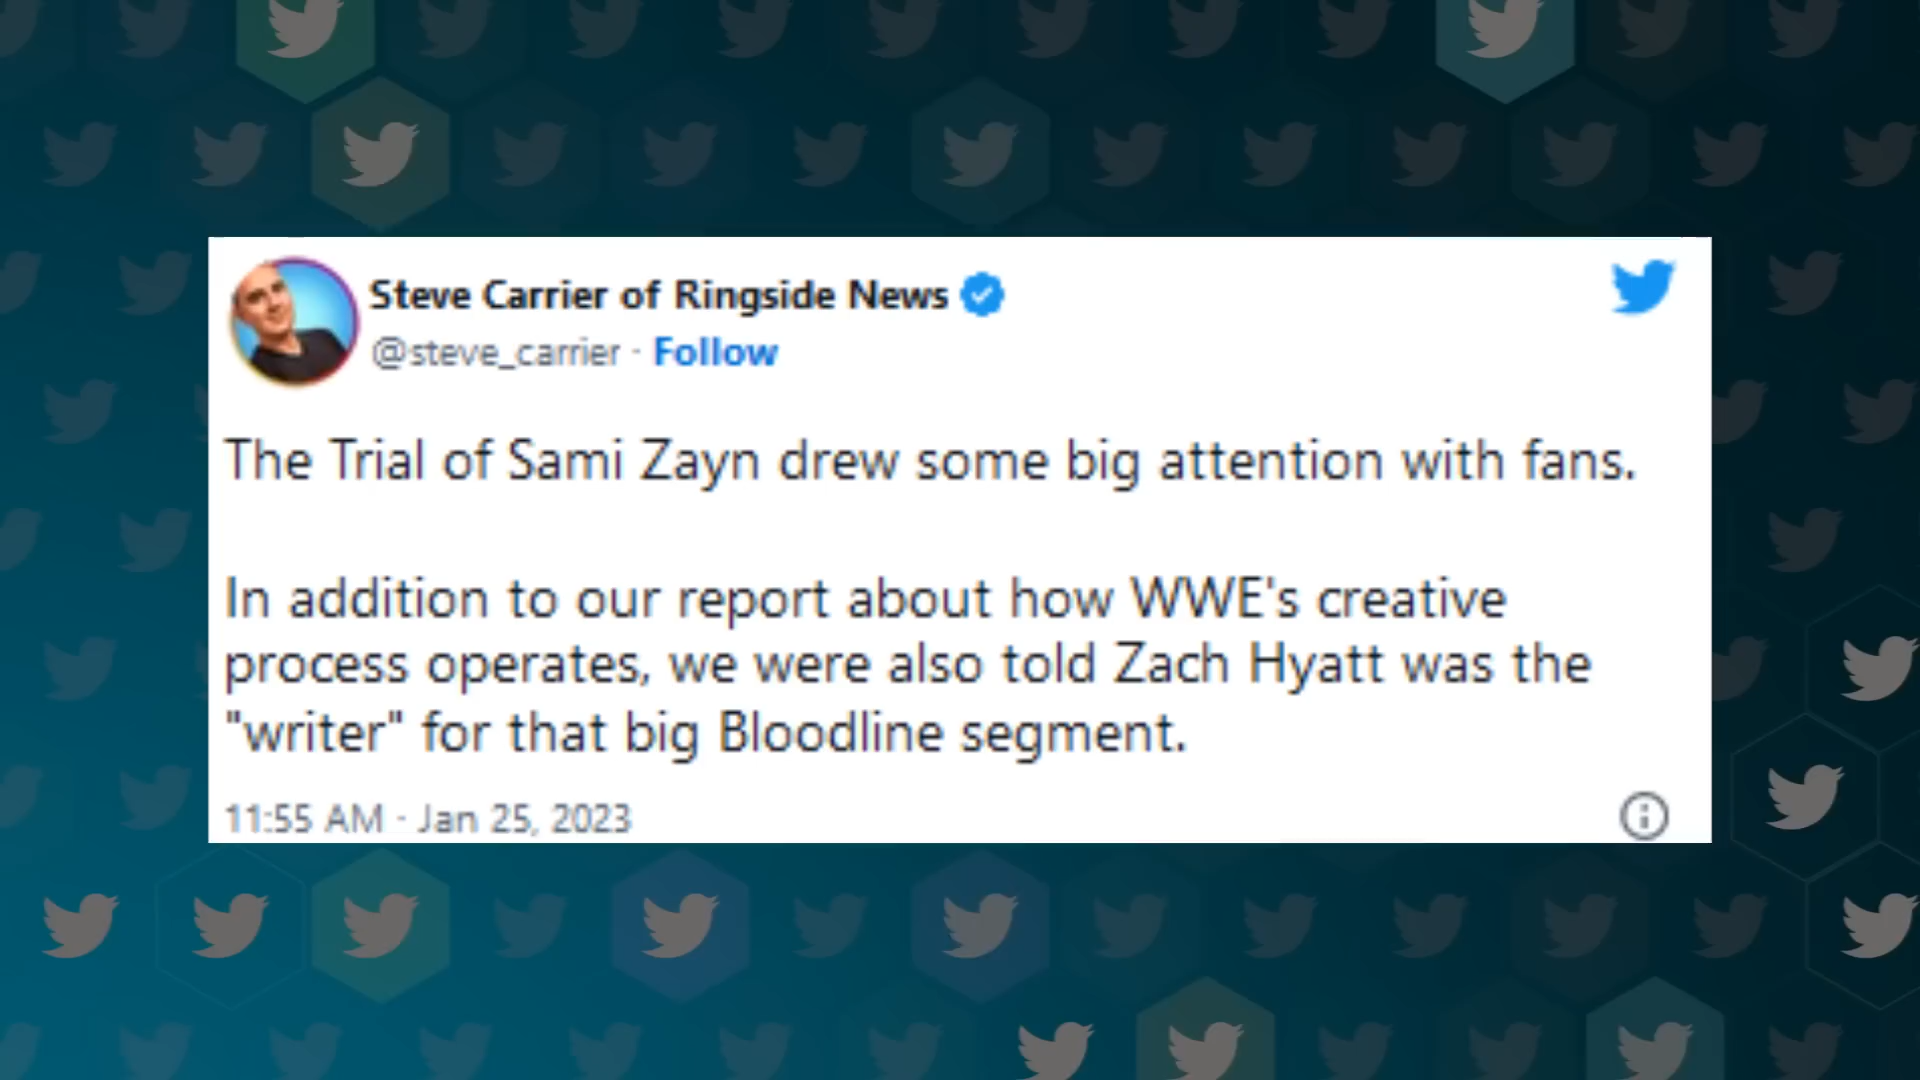 Steve Carrier of Ringside News
@steve_carrier · Follow
The Trial of Sami Zayn drew some big attention with fans.
In addition to our report about how WWE's creative
process operates, we were also told Zach Hyatt was the
"writer" for that big Bloodline segment.
11:55 AM · Jan 25, 2023